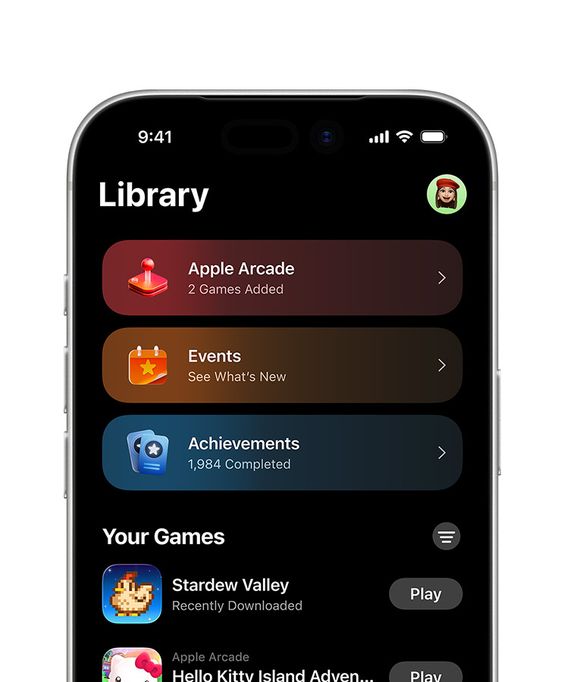 9:41
Library
Apple Arcade
2 Games Added
Events
See What's New
Achievements
1,984 Completed
Your Games
Stardew Valley
Recently Downloaded
Play
Apple Arcade
Hello Kitty Island Adven...
Play